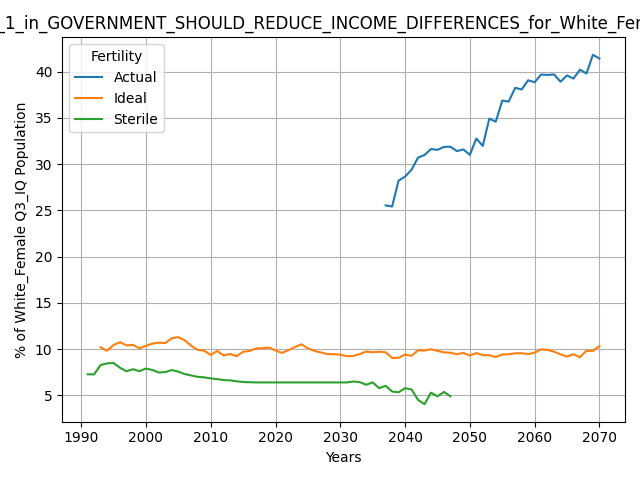 _1_in_GOVERNMENT_SHOULD_REDUCE_INCOME_DIFFERENCES_for_White_Fe
Fertility
Actual
Ideal
Sterile
% of White_Female Q3_IQ Population
40
35
30
25
20
15
10
5
1990 2000 2010 2020 2030 2040 2050 2060 2070
Years